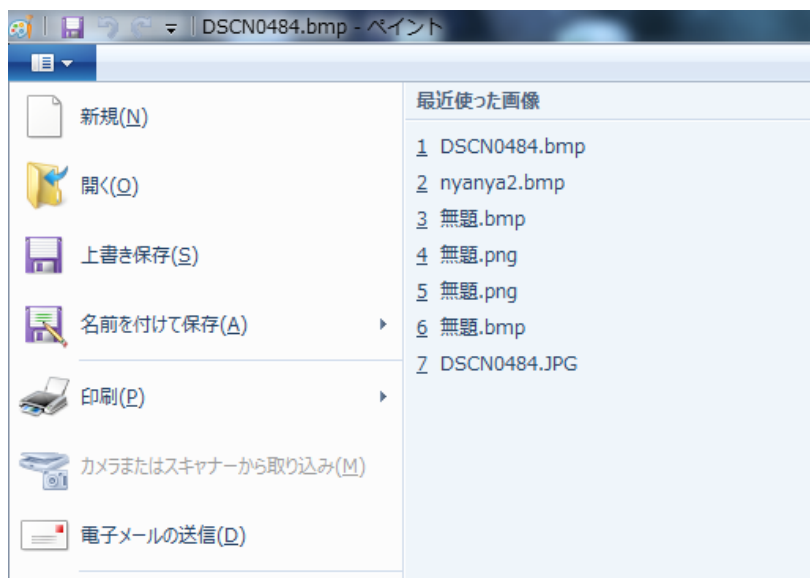 DSCN0484.bmp - ペイント
新規(N)
開く(O)
上書き保存(S)
名前を付けて保存(A)
印刷(P)
カメラまたはスキャナーから取り込み(M)
電子メールの送信(D)
最近使った画像
1 DSCN0484.bmp
2 nyanya2.bmp
3 無題.bmp
4 無題.png
5 無題.png
6 無題.bmp
7 DSCN0484.JPG